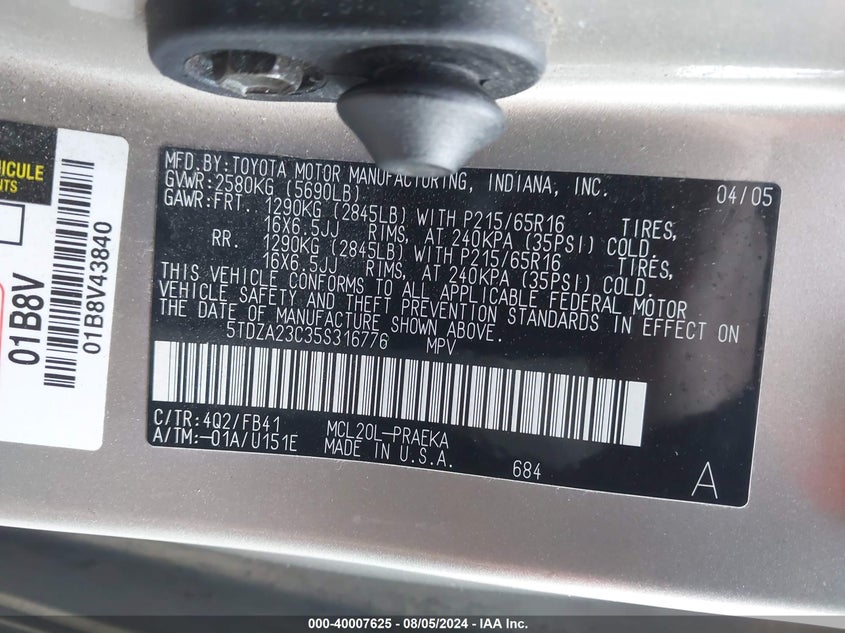 HICULE
NTS
01B8V
01B8V43840
MFD.BY:TOYOTA MOTOR MANUFACTURING, INDIANA, INC. 04/05
GVWR:2580KG (5690LB)
GAWR:FRT. 1290KG (2845LB) WITH P215/65R16 TIRES,
16X6.5JJ RIMS, AT 240KPA (35PSI) COLD,
RR. 1290KG (2845LB) WITH P215/65R16 TIRES,
16X6.5JJ RIMS, AT 240KPA (35PSI) COLD,
THIS VEHICLE CONFORMS TO ALL APPLICABLE FEDERAL MOTOR
VEHICLE SAFETY AND THEFT PREVENTION STANDARDS IN EFFECT ON
THE DATE OF MANUFACTURE SHOWN ABOVE.
5TDZA23C35S316776 MPV
C/TR:4Q2/FB41 MCL20L-PRAEKA
A/TM:-01A/U151E MADE IN U.S.A. 684
A
000-40007625 - 08/05/2024 - IAA Inc.